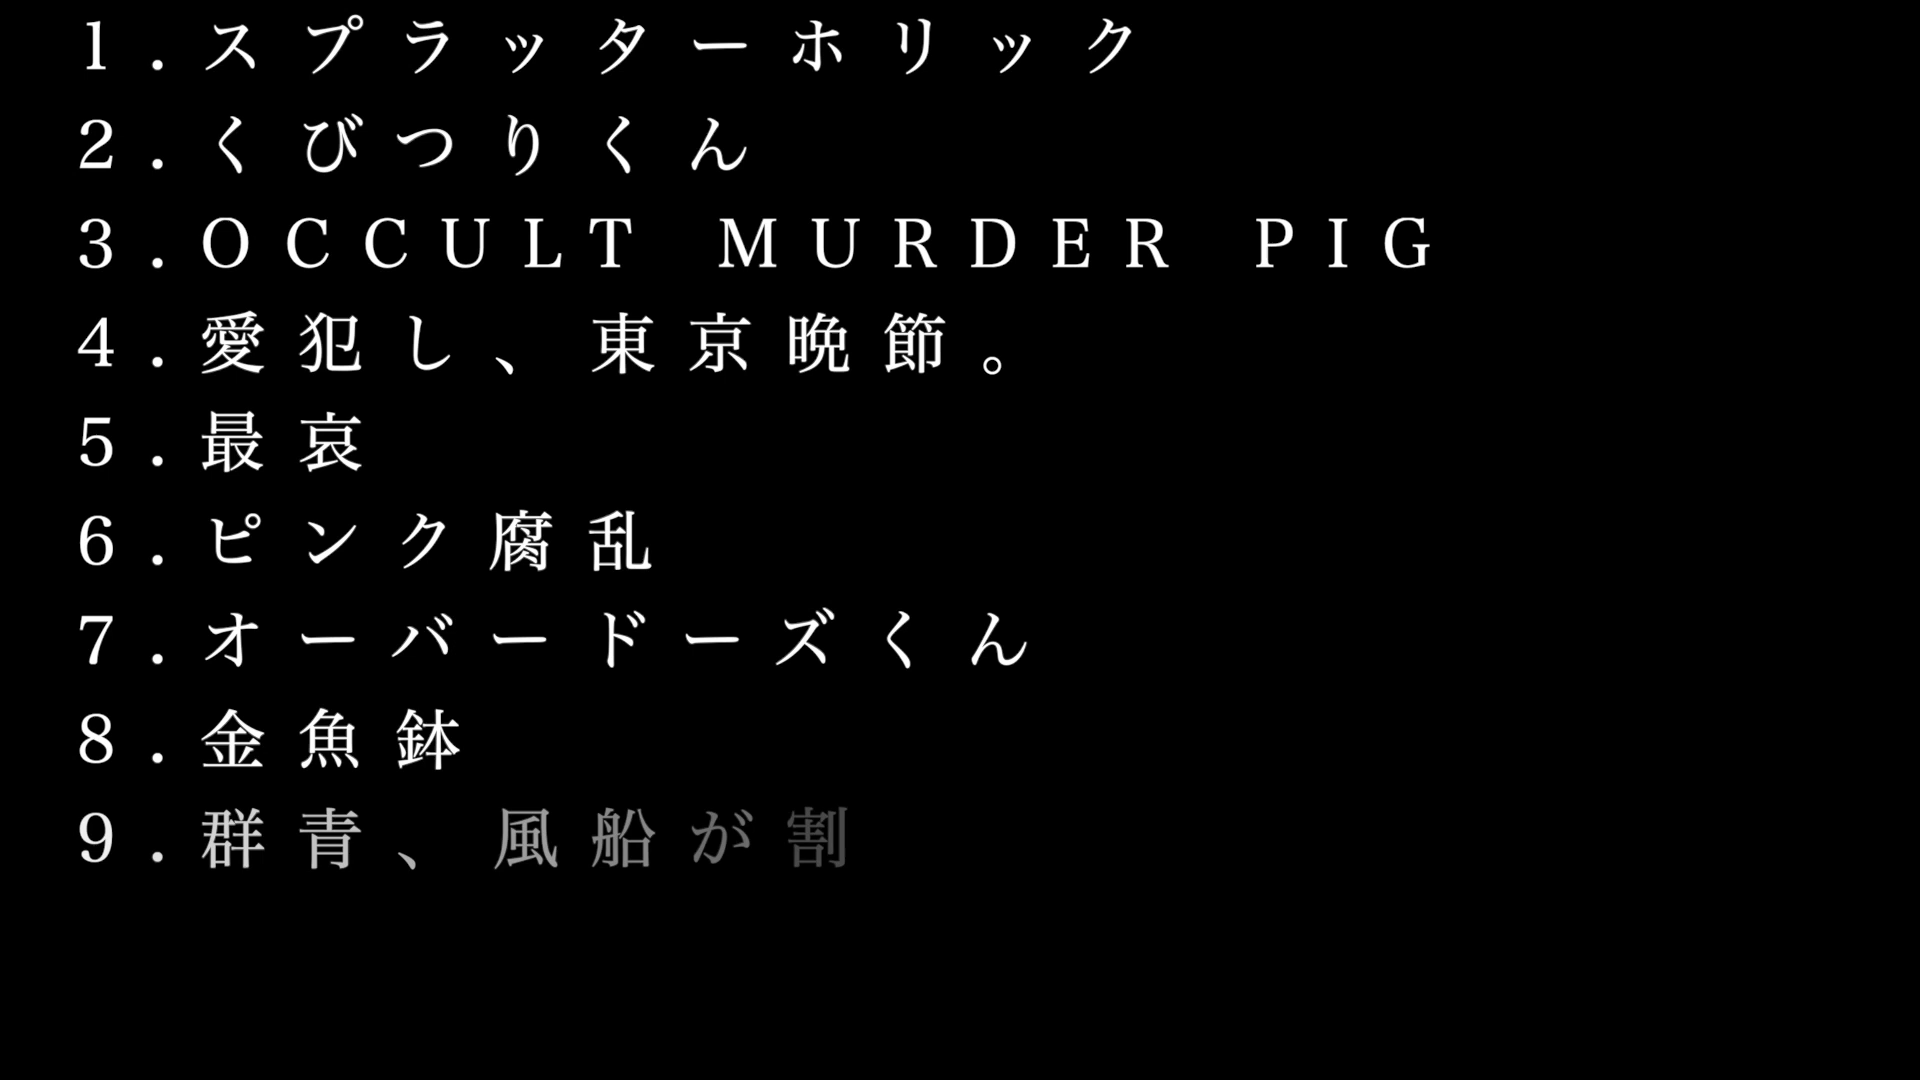 1.スプラッターホリック
2.くびつりくん
3.OCCULT MURDER PIG
4.愛犯し、東京晩節。
5.最哀
6.ピンク腐乱
7.オーバードーズくん
8.金魚鉢
9.群青、風船が割